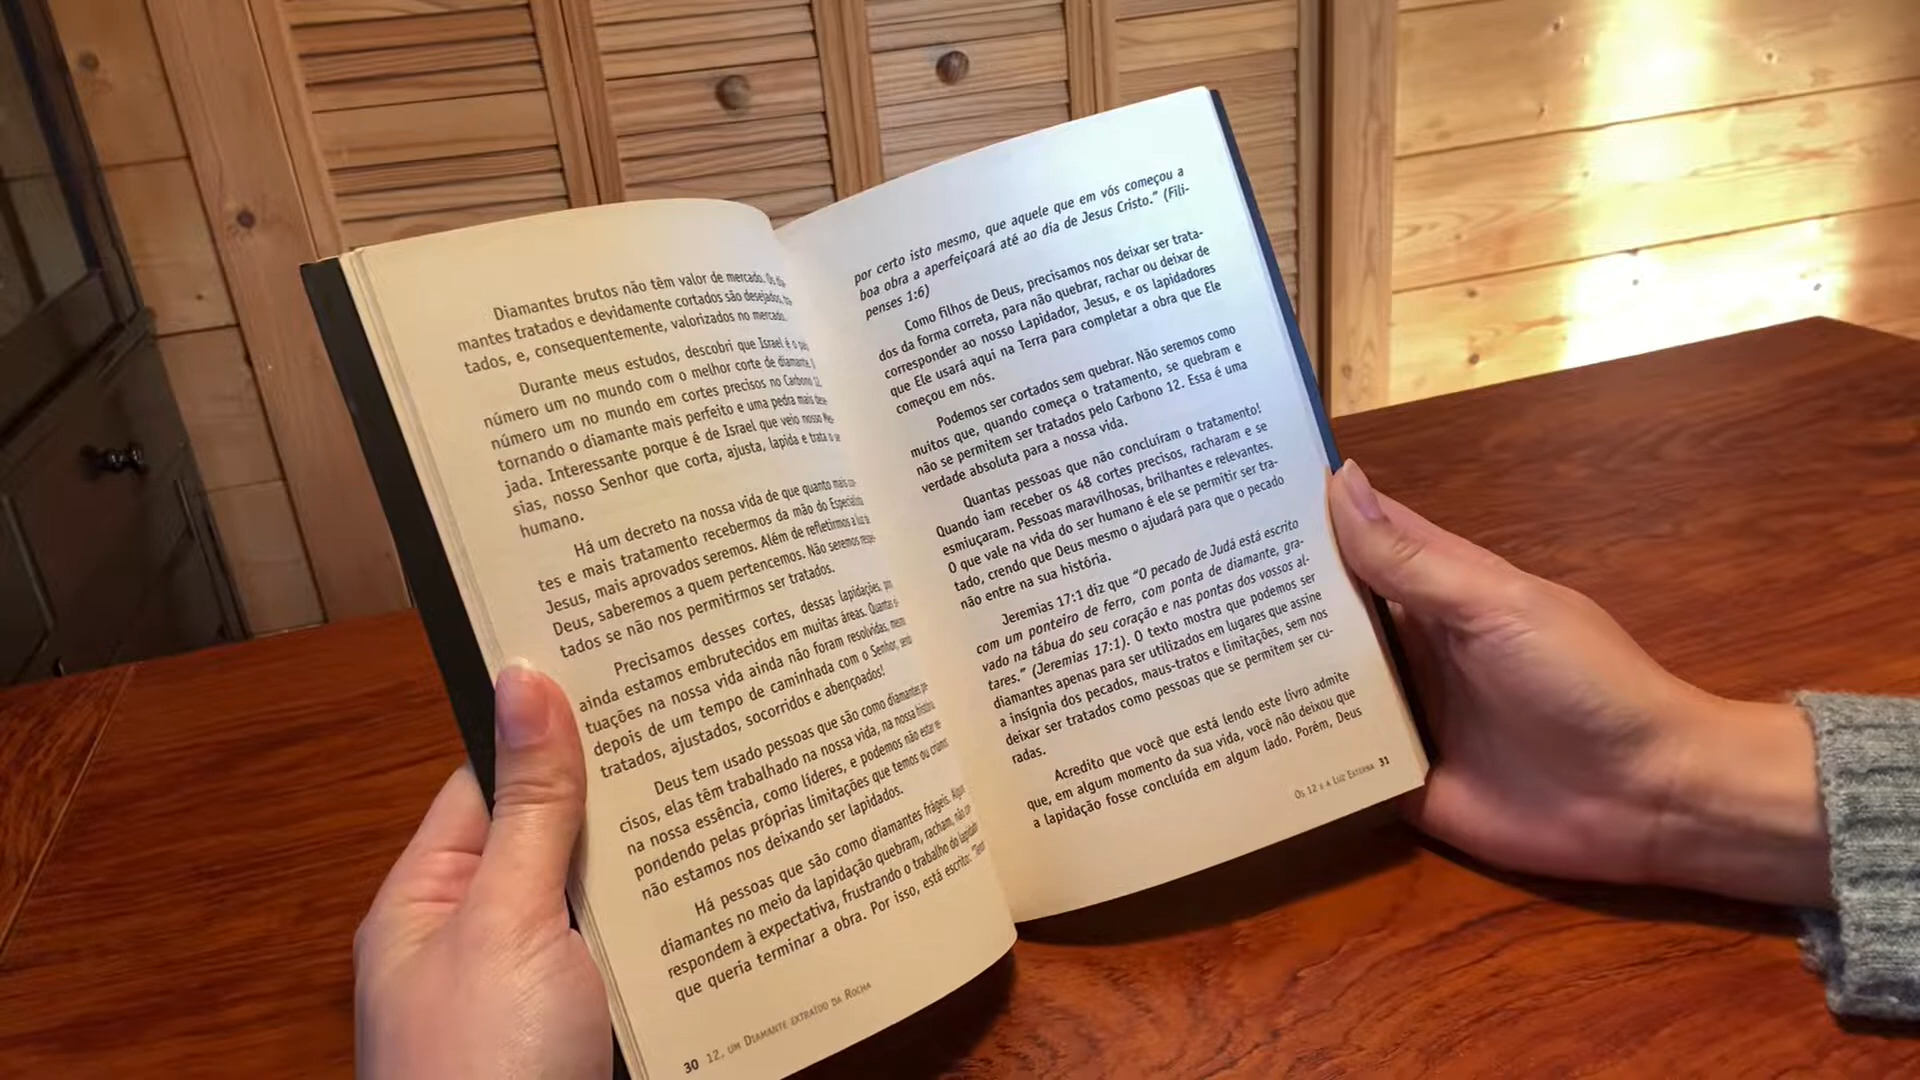 Diamantes brutos não têm valor de mercado. Os dia-
mantes tratados e devidamente cortados são desejados,
tados, e, consequentemente, valorizados no mercado.
Durante meus estudos, descobri que Israel é o
número um no mundo com o melhor corte de diamante.
número um no mundo em cortes precisos no Carbono 12,
tornando o diamante mais perfeito e uma pedra mais dese-
jada. Interessante porque é de Israel que veio nosso Mes-
sias, nosso Senhor que corta, ajusta, lapida e trata o se
humano.
Há um decreto na nossa vida de que quanto mais
tes e mais tratamento recebermos da mão do Especialis
Jesus, mais aprovados seremos. Além de refletirmos a luz d
Deus, saberemos a quem pertencemos. Não seremos
tados se não nos permitirmos ser tratados.
Precisamos desses cortes, dessas lapidações,
ainda estamos embrutecidos em muitas áreas. Quantas
tuações na nossa vida ainda não foram resolvidas,
depois de um tempo de caminhada com o Senhor,
tratados, ajustados, socorridos e abençoados!
Deus tem usado pessoas que são como diamantes
cisos, elas têm trabalhado na nossa vida, na nossa história
na nossa essência, como líderes, e podemos não estar
pondendo pelas próprias limitações que temos ou
não estamos nos deixando ser lapidados.
Há pessoas que são como diamantes frágeis.
diamantes no meio da lapidação quebram, racham, não
respondem à expectativa, frustrando o trabalho do lapidador
que queria terminar a obra. Por isso, está escrito:
30 12, um Diamante extraído da Rocha
por certo isto mesmo, que aquele que em vós começou a
boa obra a aperfeiçoará até ao dia de Jesus Cristo.” (Fili-
penses 1:6)
Como filhos de Deus, precisamos nos deixar ser trata-
dos da forma correta, para não quebrar, rachar ou deixar de
corresponder ao nosso Lapidador, Jesus, e os lapidadores
que Ele usará aqui na Terra para completar a obra que Ele
começou em nós.
Podemos ser cortados sem quebrar. Não seremos como
muitos que, quando começa o tratamento, se quebram e
não se permitem ser tratados pelo Carbono 12. Essa é uma
verdade absoluta para a nossa vida.
Quantas pessoas que não concluíram o tratamento!
Quando iam receber os 48 cortes precisos, racharam e se
esmiuçaram. Pessoas maravilhosas, brilhantes e relevantes.
O que vale na vida do ser humano é ele se permitir ser tra-
tado, crendo que Deus mesmo o ajudará para que o pecado
não entre na sua história.
Jeremias 17:1 diz que “O pecado de Judá está escrito
com um ponteiro de ferro, com ponta de diamante, gra-
vado na tábua do seu coração e nas pontas dos vossos al-
tares.” (Jeremias 17:1). O texto mostra que podemos ser
diamantes apenas para ser utilizados em lugares que assine
a insígnia dos pecados, maus-tratos e limitações, sem nos
deixar ser tratados como pessoas que se permitem ser cu-
radas.
Acredito que você que está lendo este livro admite
que, em algum momento da sua vida, você não deixou que
a lapidação fosse concluída em algum lado. Porém, Deus
Os 12 e a Luz Externa 31